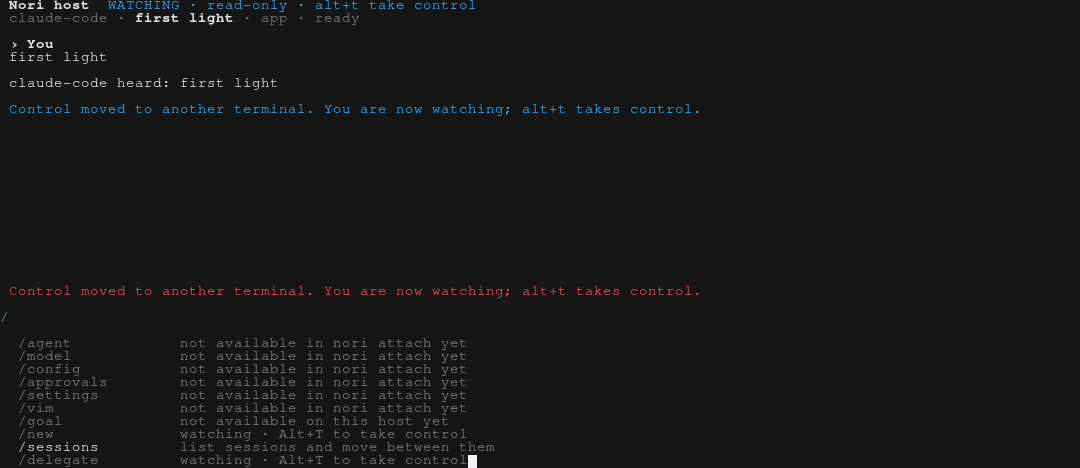 Nori host  WATCHING · read-only · alt+t take control
claude-code · first light · app · ready
› You
first light
claude-code heard: first light
Control moved to another terminal. You are now watching; alt+t takes control.
Control moved to another terminal. You are now watching; alt+t takes control.
/
/agent            not available in nori attach yet
/model            not available in nori attach yet
/config           not available in nori attach yet
/approvals        not available in nori attach yet
/settings         not available in nori attach yet
/vim              not available in nori attach yet
/goal             not available on this host yet
/new              watching · Alt+T to take control
/sessions         list sessions and move between them
/delegate         watching · Alt+T to take control